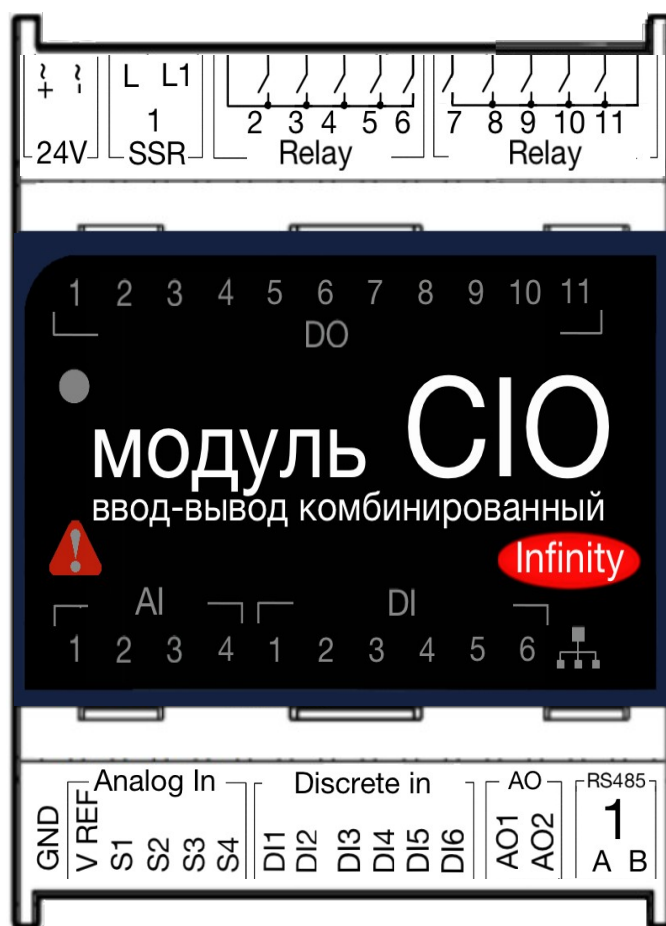 ~ ~
+ -
L L1
1
24V SSR
2 3 4 5 6
Relay
7 8 9 10 11
Relay
1 2 3 4 5 6 7 8 9 10 11
DO
модуль CIO
ввод-вывод комбинированный
!
Infinity
AI DI
1 2 3 4 1 2 3 4 5 6
Analog In Discrete in AO RS485
1
GND V REF S1 S2 S3 S4 DI1 DI2 DI3 DI4 DI5 DI6 AO1 AO2 A B